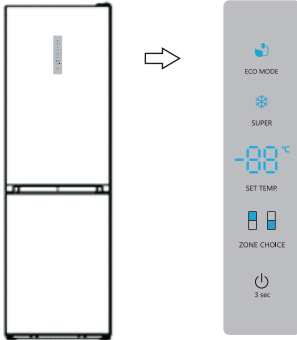 ECO MODE
SUPER
-88 °C
SET TEMP.
ZONE CHOICE
3 sec